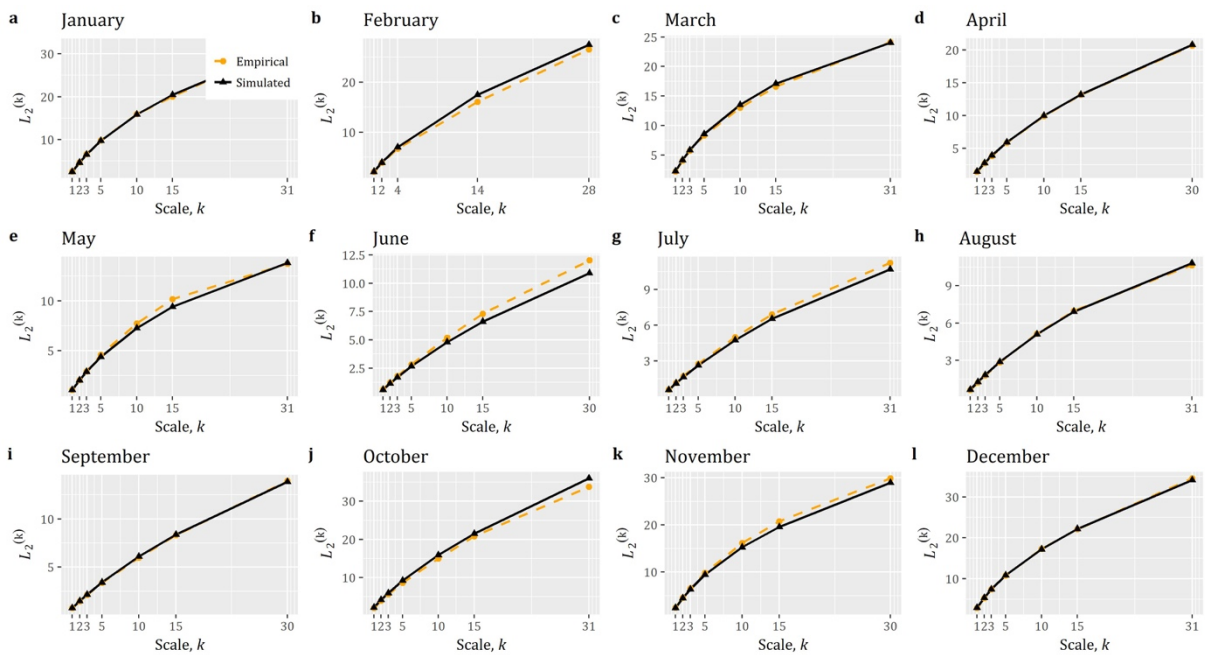 a January
30
20
10
L₂⁽ᵏ⁾
Empirical
Simulated
1 2 3 5 10 15 31
Scale, k
b February
20
10
L₂⁽ᵏ⁾
1 2 4 14 28
Scale, k
c March
25
20
15
10
5
L₂⁽ᵏ⁾
1 2 3 5 10 15 31
Scale, k
d April
20
15
10
5
L₂⁽ᵏ⁾
1 2 3 5 10 15 30
Scale, k
e May
10
5
L₂⁽ᵏ⁾
1 2 3 5 10 15 31
Scale, k
f June
12.5
10.0
7.5
5.0
2.5
L₂⁽ᵏ⁾
1 2 3 5 10 15 30
Scale, k
g July
9
6
3
L₂⁽ᵏ⁾
1 2 3 5 10 15 31
Scale, k
h August
9
6
3
L₂⁽ᵏ⁾
1 2 3 5 10 15 31
Scale, k
i September
10
5
L₂⁽ᵏ⁾
1 2 3 5 10 15 30
Scale, k
j October
30
20
10
L₂⁽ᵏ⁾
1 2 3 5 10 15 31
Scale, k
k November
30
20
10
L₂⁽ᵏ⁾
1 2 3 5 10 15 30
Scale, k
l December
30
20
10
L₂⁽ᵏ⁾
1 2 3 5 10 15 31
Scale, k